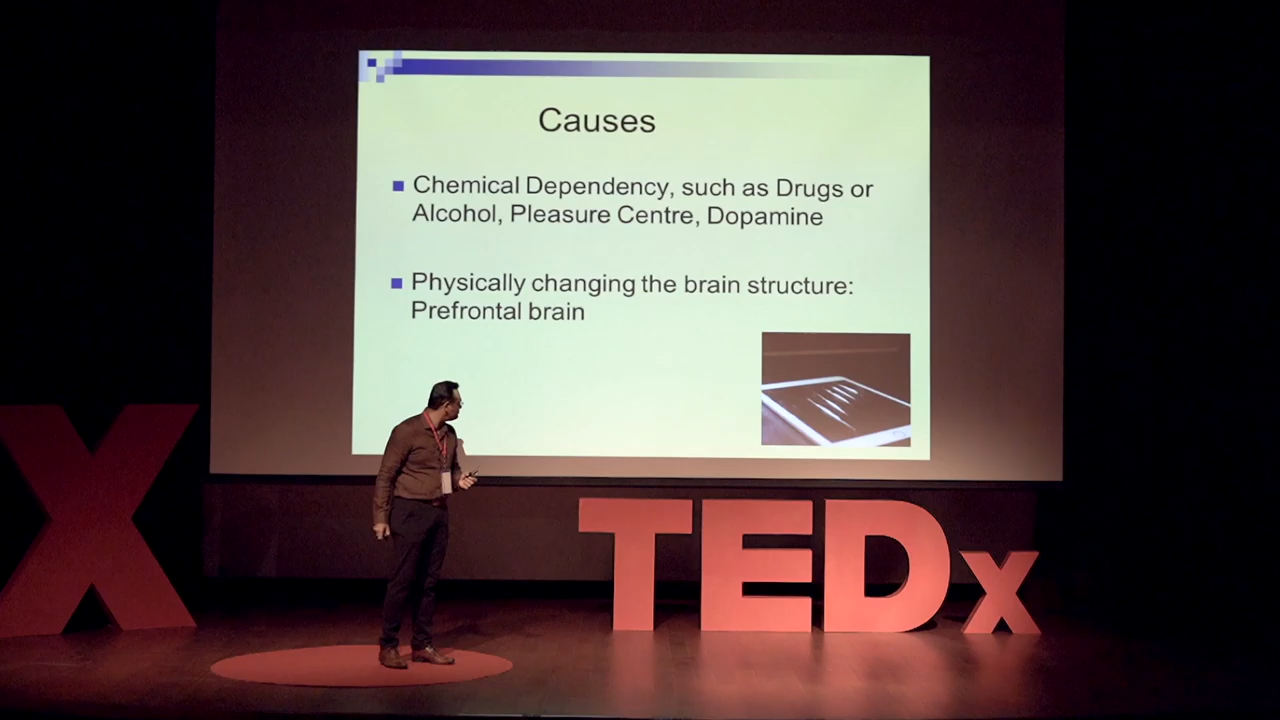 Causes
Chemical Dependency, such as Drugs or
Alcohol, Pleasure Centre, Dopamine
Physically changing the brain structure:
Prefrontal brain
X
TEDx